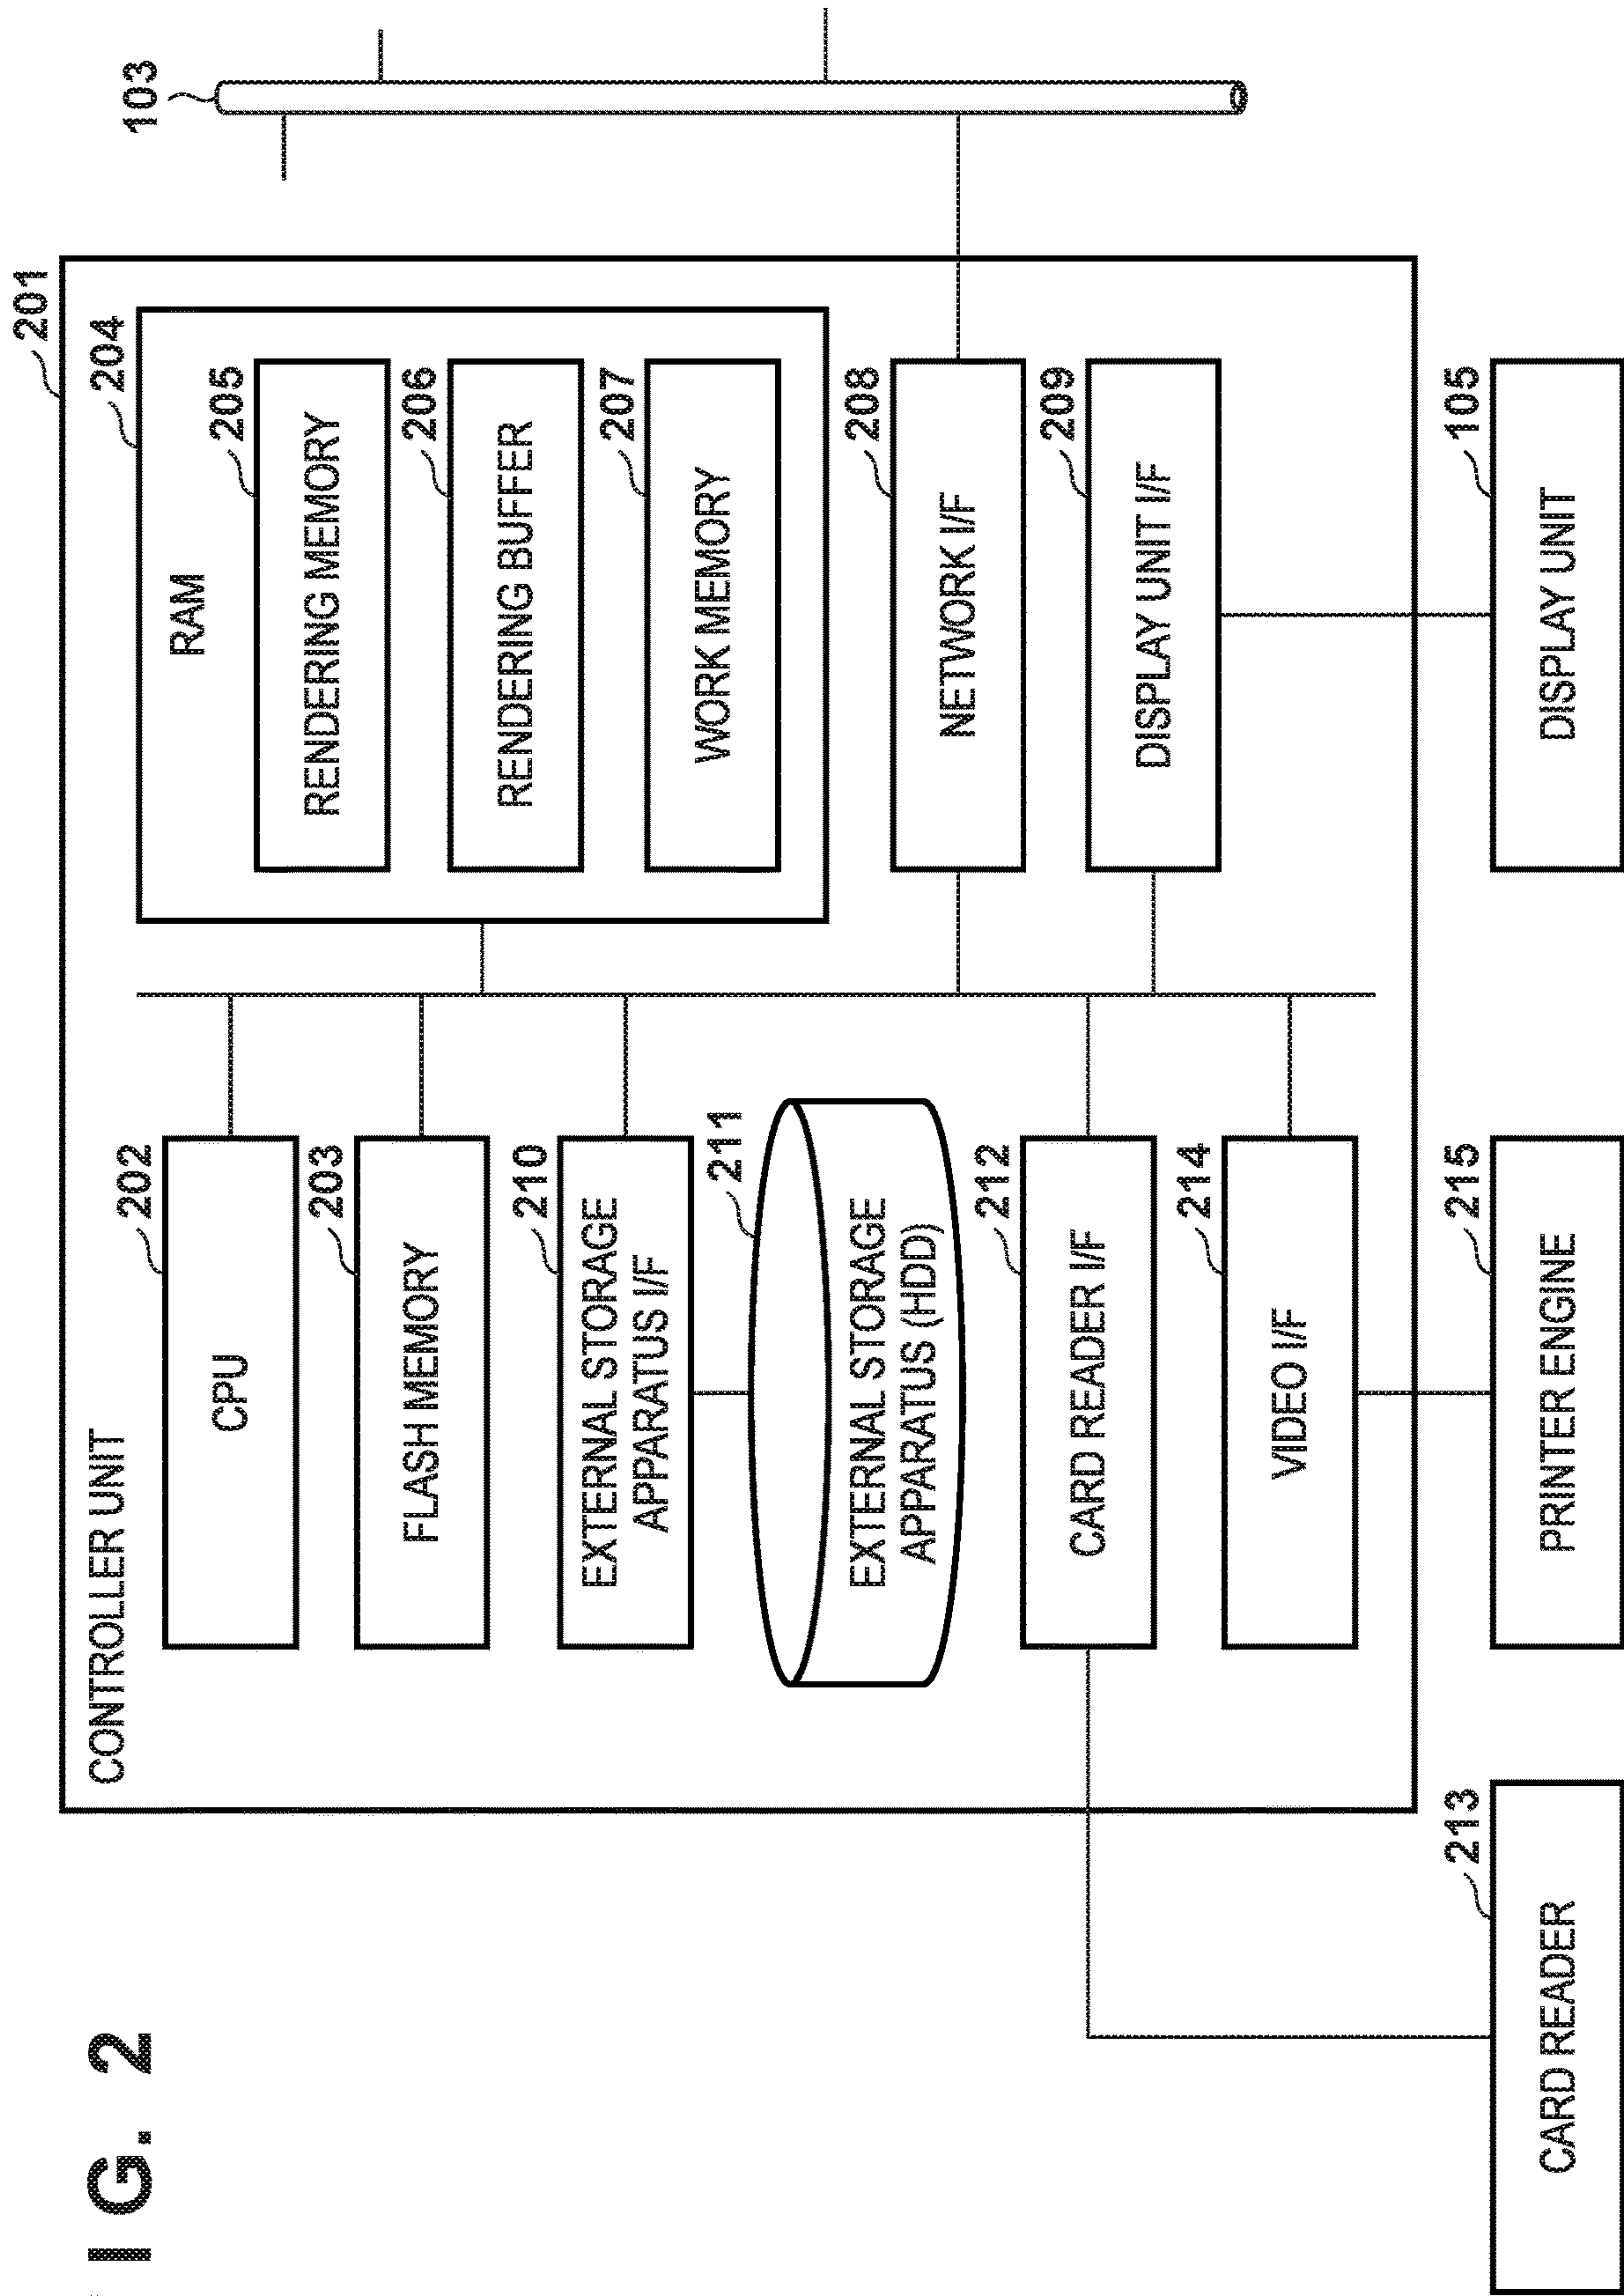 IG. 2
CONTROLLER UNIT
201
CPU
202
FLASH MEMORY
203
EXTERNAL STORAGE
APPARATUS I/F
210
EXTERNAL STORAGE
APPARATUS (HDD)
211
CARD READER I/F
212
VIDEO I/F
214
RAM
204
RENDERING MEMORY
205
RENDERING BUFFER
206
WORK MEMORY
207
NETWORK I/F
208
DISPLAY UNIT I/F
209
103
CARD READER
213
PRINTER ENGINE
215
DISPLAY UNIT
105